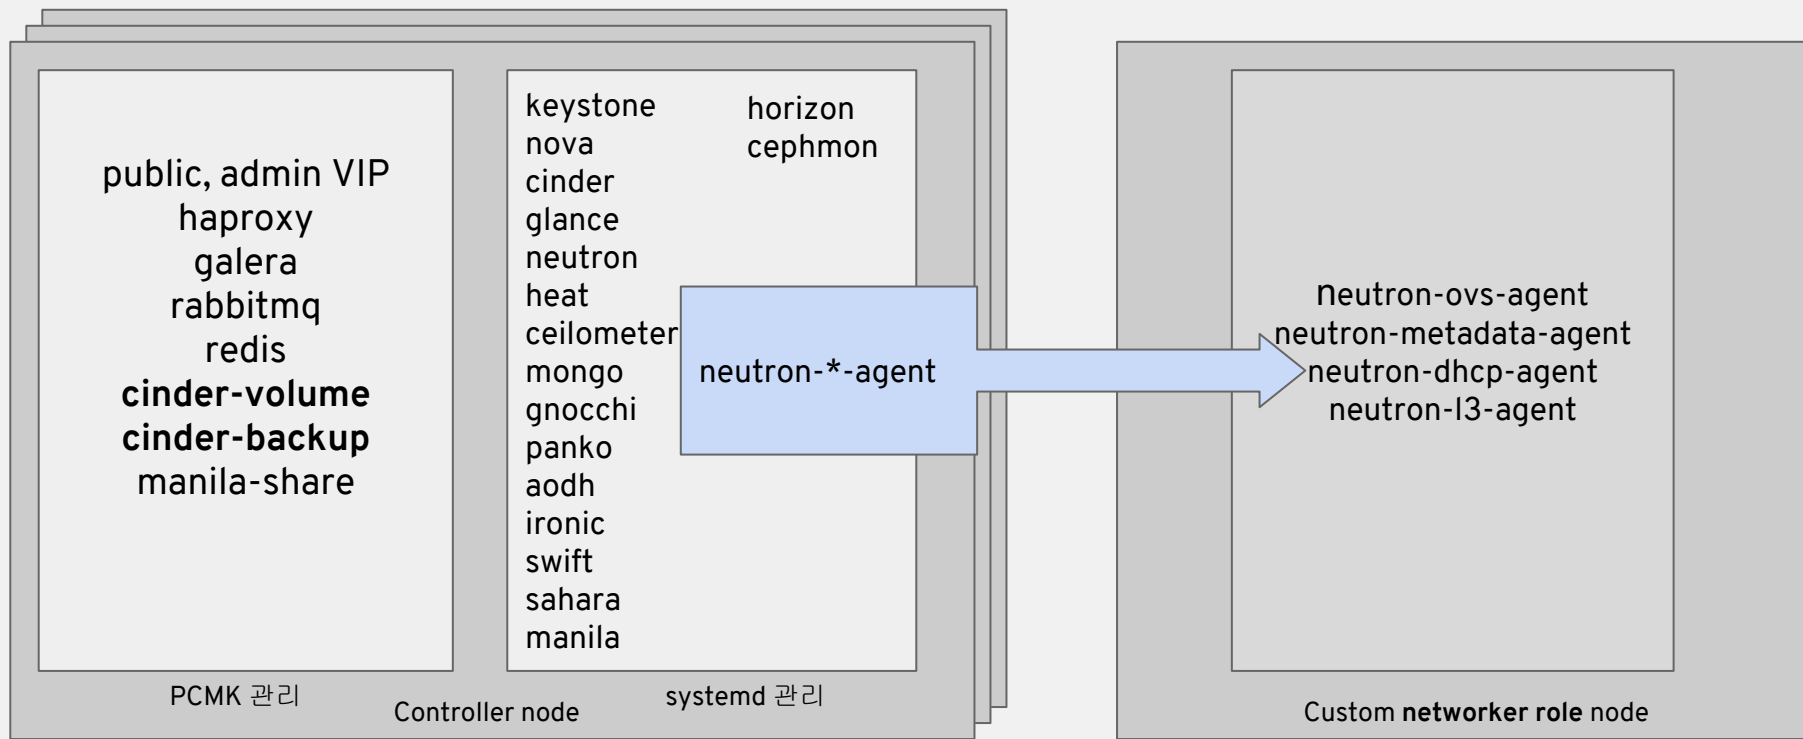 public, admin VIP
haproxy
galera
rabbitmq
redis
cinder-volume
cinder-backup
manila-share
PCMK 관리
keystone
nova
cinder
glance
neutron
heat
ceilometer
mongo
gnocchi
panko
aodh
ironic
swift
sahara
manila
horizon
cephmon
neutron-*-agent
systemd 관리
Controller node
neutron-ovs-agent
neutron-metadata-agent
neutron-dhcp-agent
neutron-l3-agent
Custom networker role node